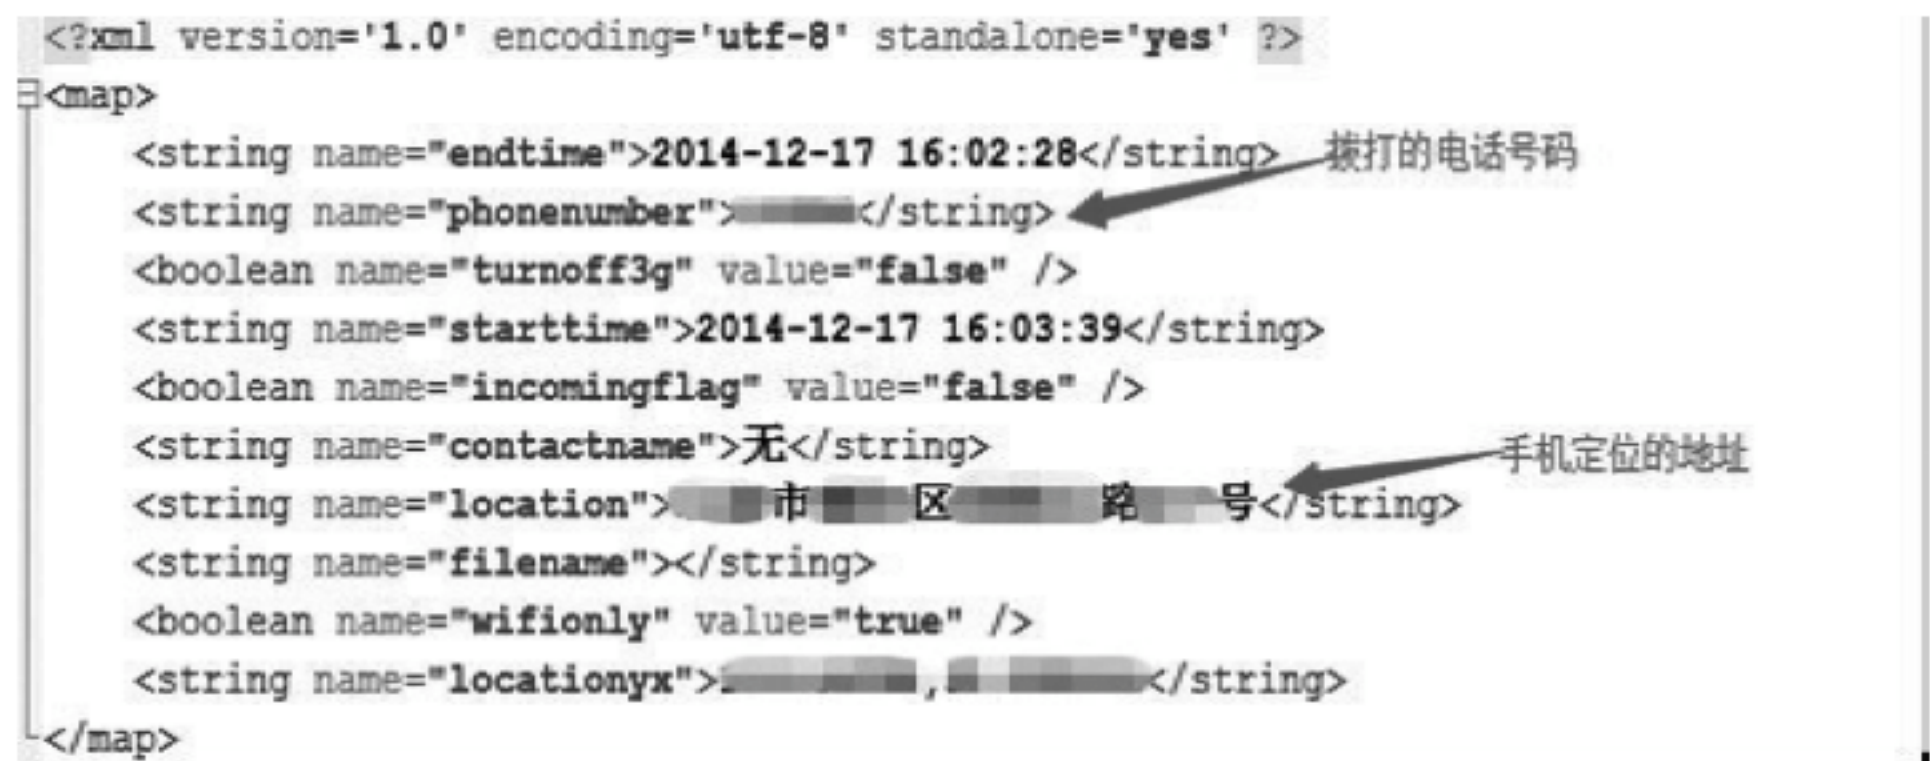 <?xml version='1.0' encoding='utf-8' standalone='yes' ?>
<map>
<string name="endtime">2014-12-17 16:02:28</string>
拨打的电话号码
<string name="phonenumber"></string>
<boolean name="turnoff3g" value="false" />
<string name="starttime">2014-12-17 16:03:39</string>
<boolean name="incomingflag" value="false" />
<string name="contactname">无</string>
手机定位的地址
<string name="location">市 区 路 号</string>
<string name="filename"></string>
<boolean name="wifionly" value="true" />
<string name="locationyx">,</string>
</map>